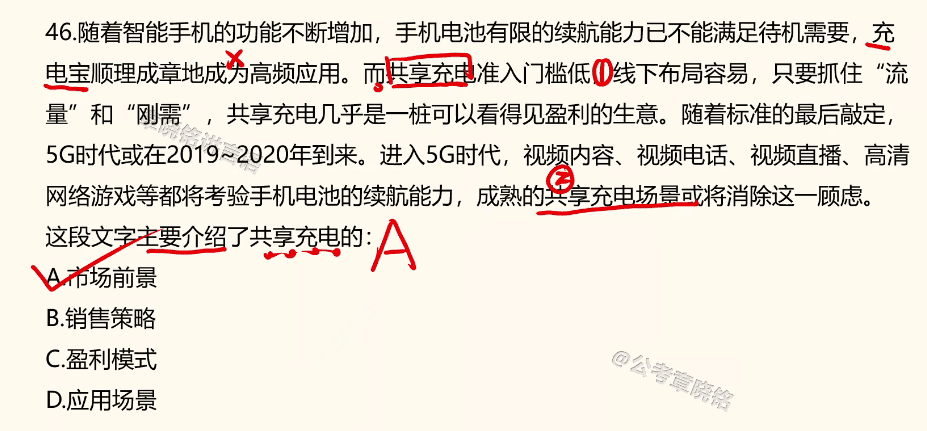 46.随着智能手机的功能不断增加，手机电池有限的续航能力已不能满足待机需要，充
电宝顺理成章地成为高频应用。而共享充电准入门槛低①线下布局容易，只要抓住“流
量”和“刚需”，共享充电几乎是一桩可以看得见盈利的生意。随着标准的最后敲定，
5G时代或在2019~2020年到来。进入5G时代，视频内容、视频电话、视频直播、高清
②
网络游戏等都将考验手机电池的续航能力，成熟的共享充电场景或将消除这一顾虑。
这段文字主要介绍了共享充电的： A
A.市场前景
B.销售策略
C.盈利模式
D.应用场景
@公考章晓铭